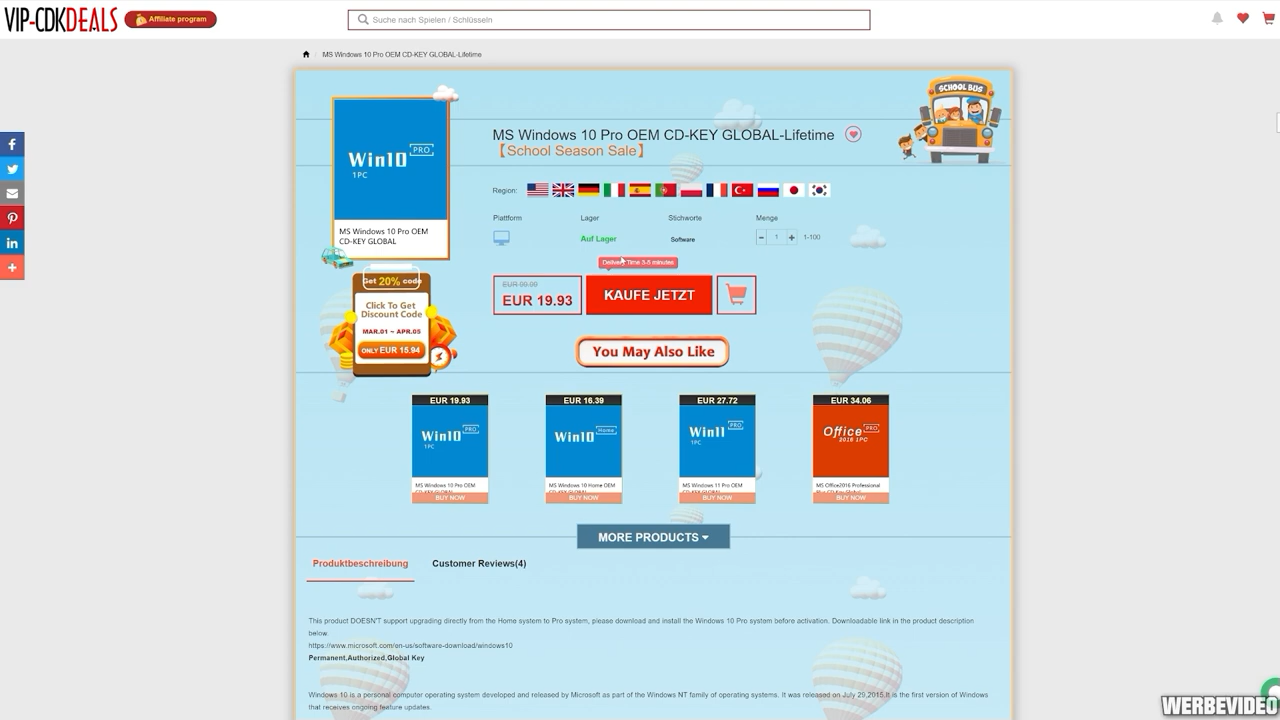 VIP-CDKDEALS
Affiliate program
Suche nach Spielen / Schlüsseln
MS Windows 10 Pro OEM CD-KEY GLOBAL-Lifetime
SCHOOL BUS
Win10 PRO
1PC
MS Windows 10 Pro OEM
CD-KEY GLOBAL
MS Windows 10 Pro OEM CD-KEY GLOBAL-Lifetime
【School Season Sale】
Region:
Plattform Lager Stichworte Menge
Auf Lager Software 1 1-100
Delivery Time 3-5 minutes
EUR 99.99
EUR 19.93
KAUFE JETZT
Get 20% code
Click To Get
Discount Code
MAR.01 ~ APR.05
ONLY EUR 15.94
You May Also Like
EUR 19.93
Win10 PRO
1PC
MS Windows 10 Pro OEM
BUY NOW
EUR 16.39
Win10 Home
MS Windows 10 Home OEM
BUY NOW
EUR 27.72
Win11 PRO
1PC
MS Windows 11 Pro OEM
BUY NOW
EUR 34.06
Office PRO
2016 1PC
MS Office2016 Professional
BUY NOW
MORE PRODUCTS
Produktbeschreibung
Customer Reviews(4)
This product DOESN'T support upgrading directly from the Home system to Pro system, please download and install the Windows 10 Pro system before activation. Downloadable link in the product description
below.
https://www.microsoft.com/en-us/software-download/windows10
Permanent,Authorized,Global Key
Windows 10 is a personal computer operating system developed and released by Microsoft as part of the Windows NT family of operating systems. It was released on July 29,2015.It is the first version of Windows
that receives ongoing feature updates.
WERBEVIDEO